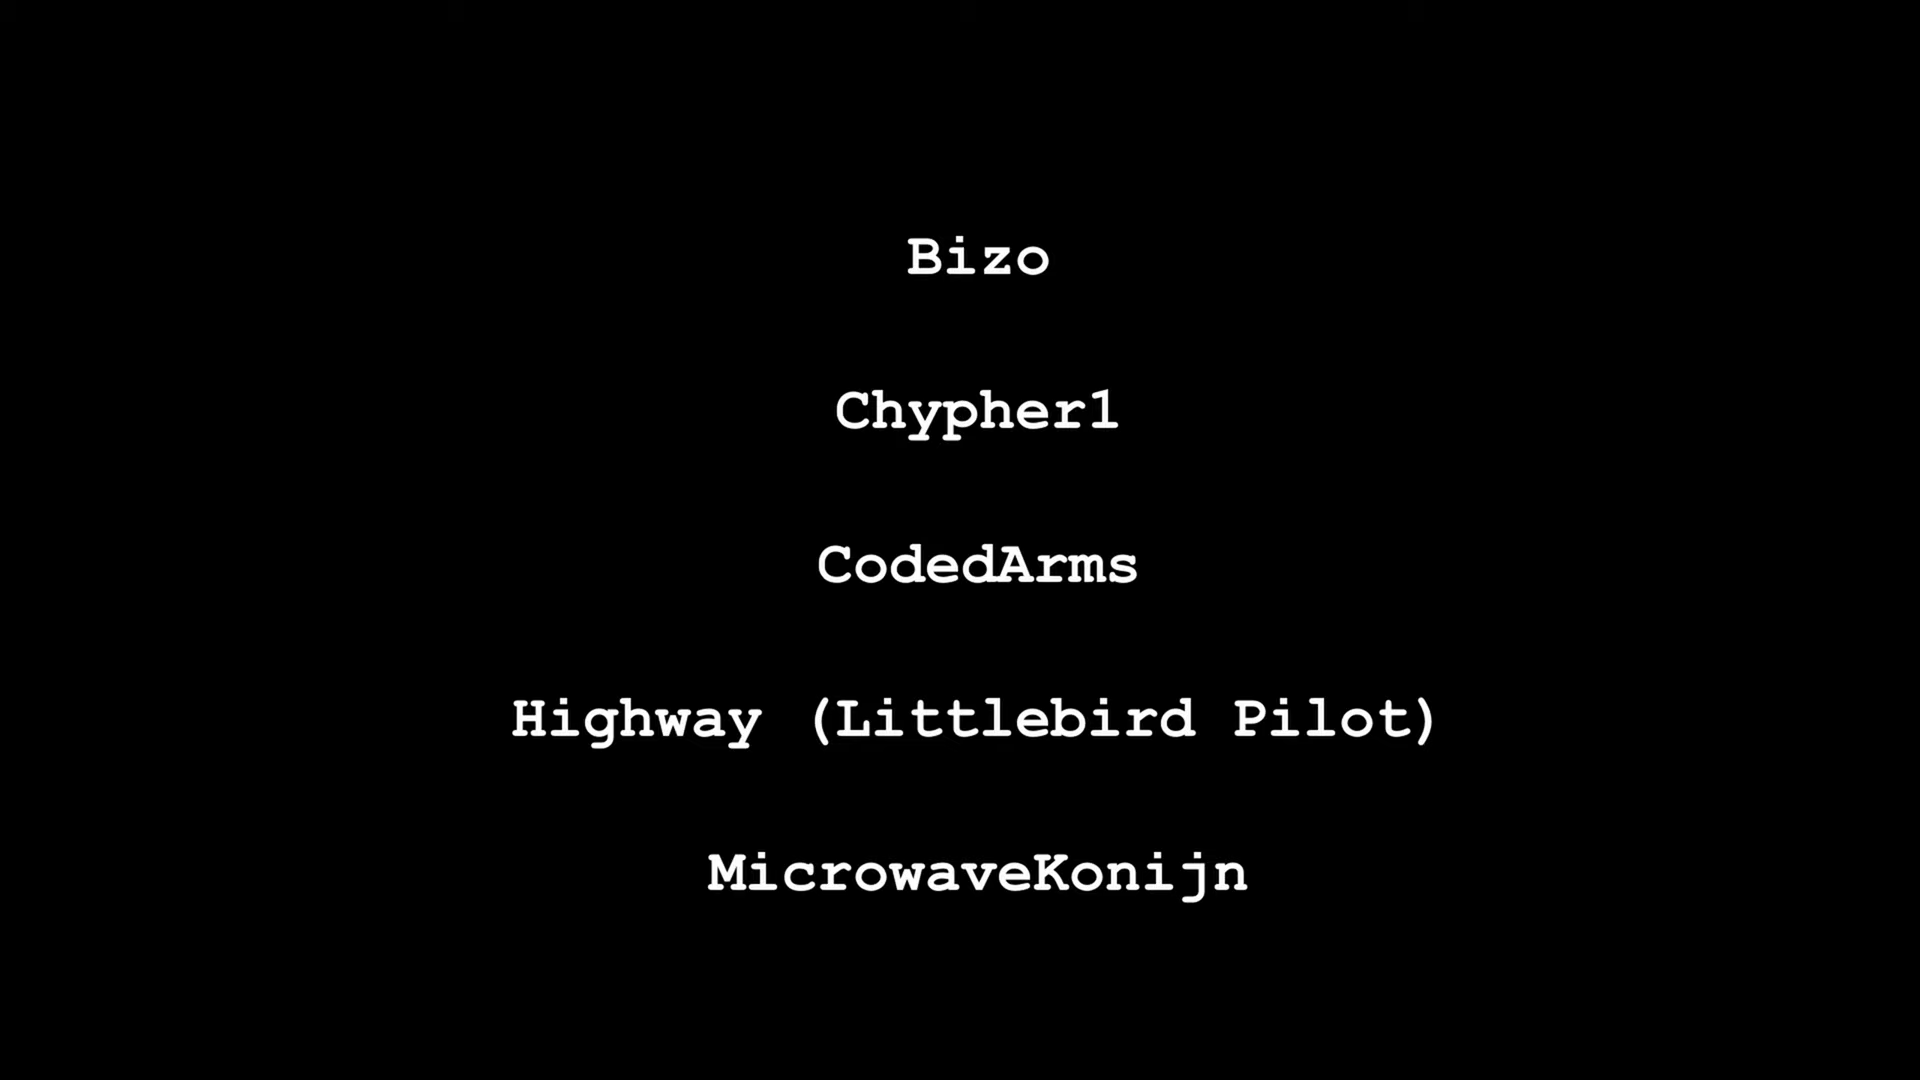 Bizo
Chypher1
CodedArms
Highway (Littlebird Pilot)
MicrowaveKonijn